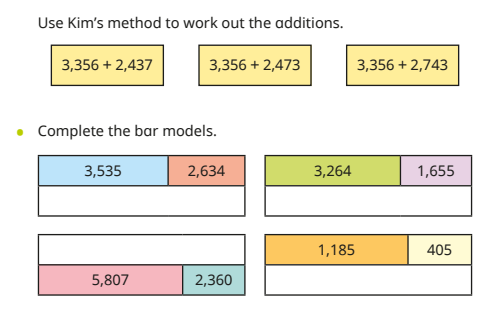 Use Kim's method to work out the additions.
3,356 + 2,437 3,356 + 2,473 3,356 + 2,743
• Complete the bar models.
3,535 2,634 3,264 1,655
1,185 405
5,807 2,360